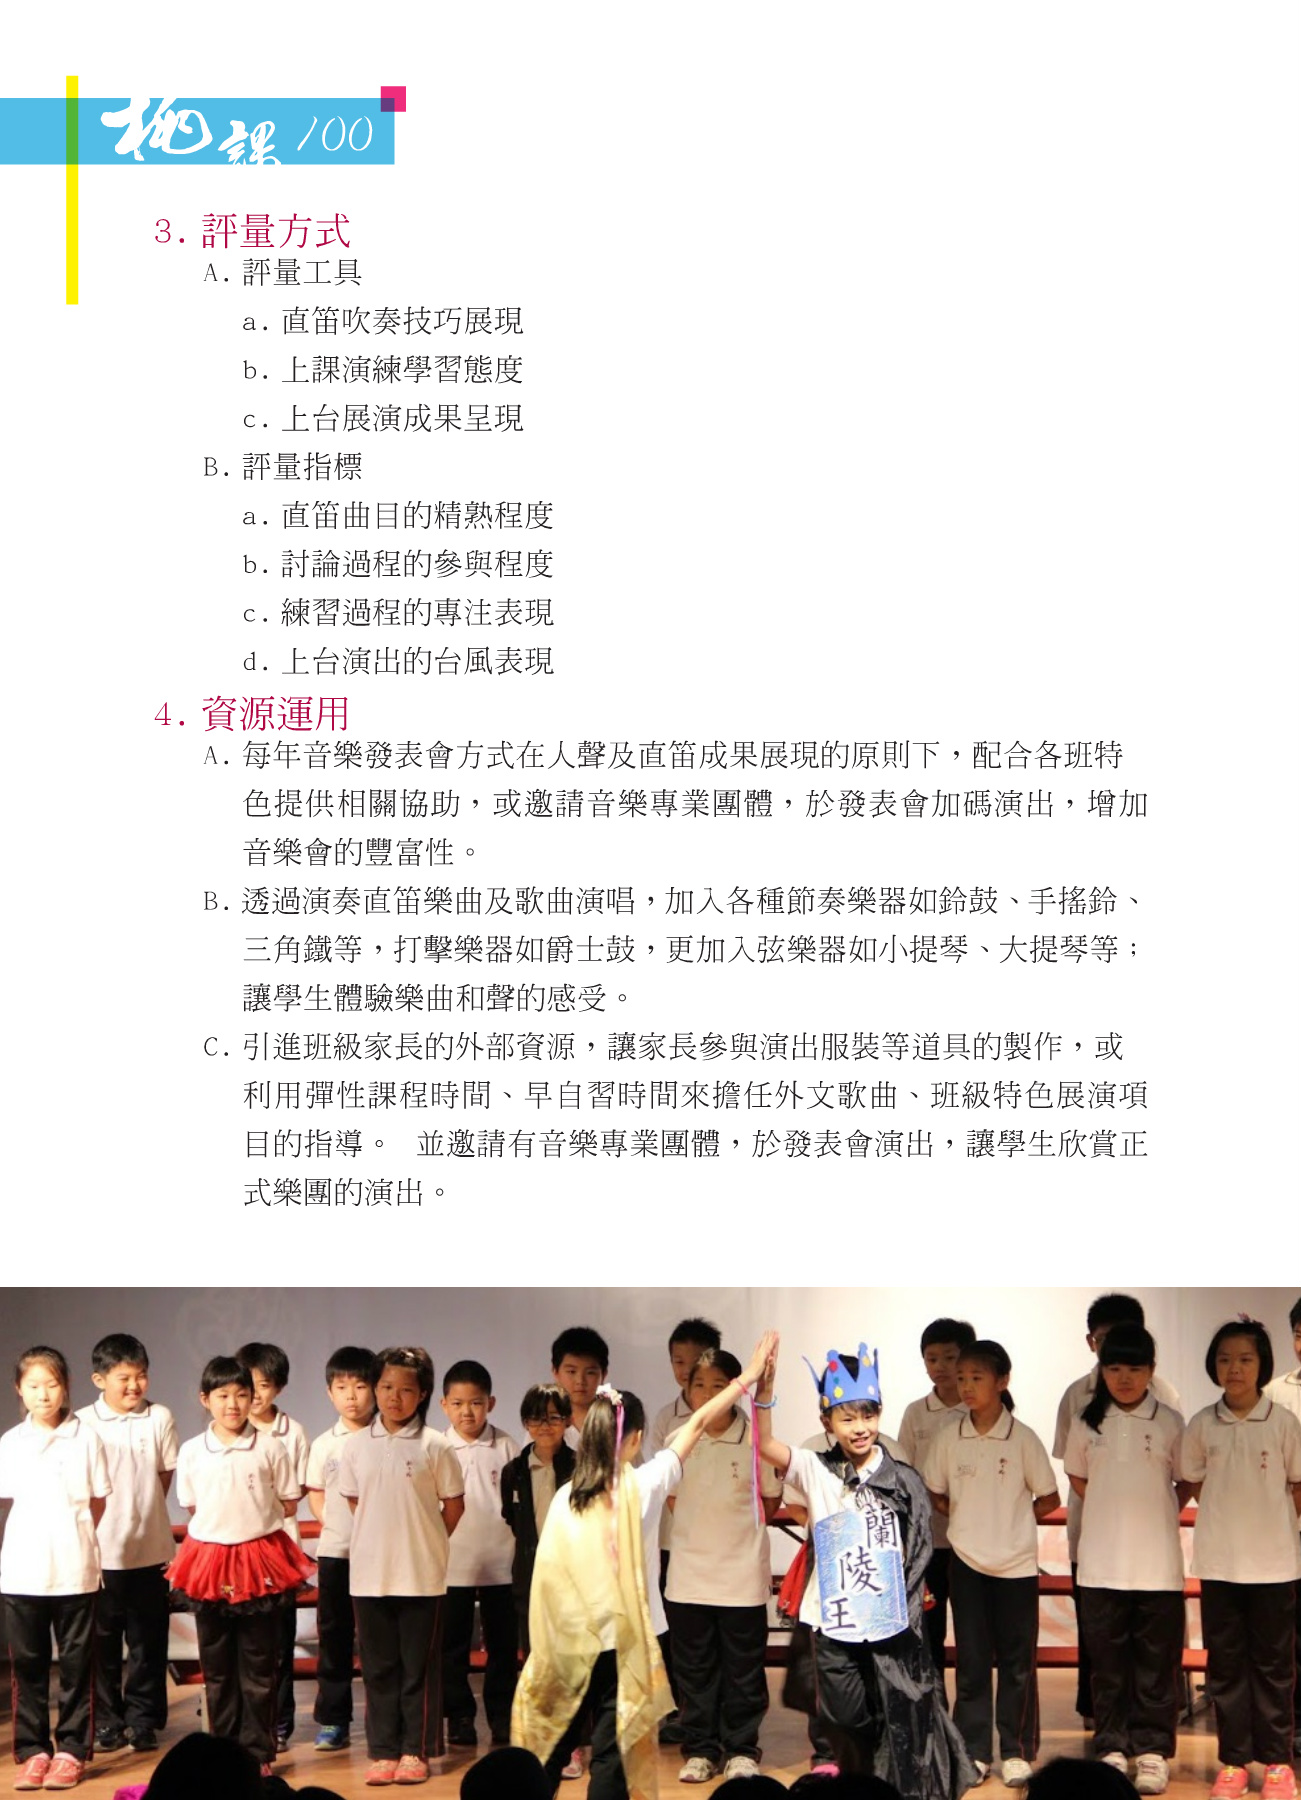 桃課100
3. 評量方式
A. 評量工具
a. 直笛吹奏技巧展現
b. 上課演練學習態度
c. 上台展演成果呈現
B. 評量指標
a. 直笛曲目的精熟程度
b. 討論過程的參與程度
c. 練習過程的專注表現
d. 上台演出的台風表現
4. 資源運用
A. 每年音樂發表會方式在人聲及直笛成果展現的原則下，配合各班特
色提供相關協助，或邀請音樂專業團體，於發表會加碼演出，增加
音樂會的豐富性。
B. 透過演奏直笛樂曲及歌曲演唱，加入各種節奏樂器如鈴鼓、手搖鈴、
三角鐵等，打擊樂器如爵士鼓，更加入弦樂器如小提琴、大提琴等；
讓學生體驗樂曲和聲的感受。
C. 引進班級家長的外部資源，讓家長參與演出服裝等道具的製作，或
利用彈性課程時間、早自習時間來擔任外文歌曲、班級特色展演項
目的指導。 並邀請有音樂專業團體，於發表會演出，讓學生欣賞正
式樂團的演出。
蘭陵王